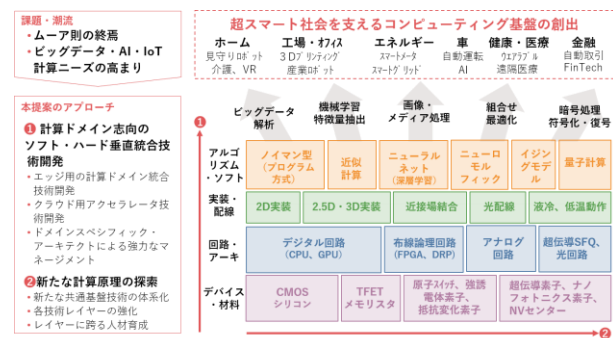 課題・潮流
・ムーア則の終焉
・ビッグデータ・AI・IoT
計算ニーズの高まり
超スマート社会を支えるコンピューティング基盤の創出
ホーム
見守りロボット
介護、VR
工場・オフィス
3Dプリンティング
産業ロボット
エネルギー
スマートメータ
スマートグリッド
車
自動運転
AI
健康・医療
ウエアラブル
遠隔医療
金融
自動取引
FinTech
本提案のアプローチ
❶ 計算ドメイン志向の
ソフト・ハード垂直統合技
術開発
• エッジ用の計算ドメイン統合
技術開発
• クラウド用アクセラレータ技
術開発
• ドメインスペシフィック・
アーキテクトによる強力なマ
ネージメント
❷新たな計算原理の探索
• 新たな共通基盤技術の体系化
• 各技術レイヤーの強化
• レイヤーに跨る人材育成
❶
ビッグデータ
解析
機械学習
特徴量抽出
画像・
メディア処理
組合せ
最適化
暗号処理
符号化・復号
アルゴ
リズム
・ソフト
ノイマン型
(プログラム
方式)
近似
計算
ニューラル
ネット
(深層学習)
ニューロ
モル
フィック
イジン
グモデ
ル
量子計算
実装・
配線
2D実装
2.5D・3D実装
近接場結合
光配線
液冷、低温動作
回路・
アーキ
デジタル回路
(CPU、GPU)
布線論理回路
(FPGA、DRP)
アナログ
回路
超伝導SFQ、
光回路
デバイス
・材料
CMOS
シリコン
TFET
メモリスタ
原子スイッチ、強誘
電体素子、
抵抗変化素子
超伝導素子、ナノ
フォトニクス素子、
NVセンター
❷